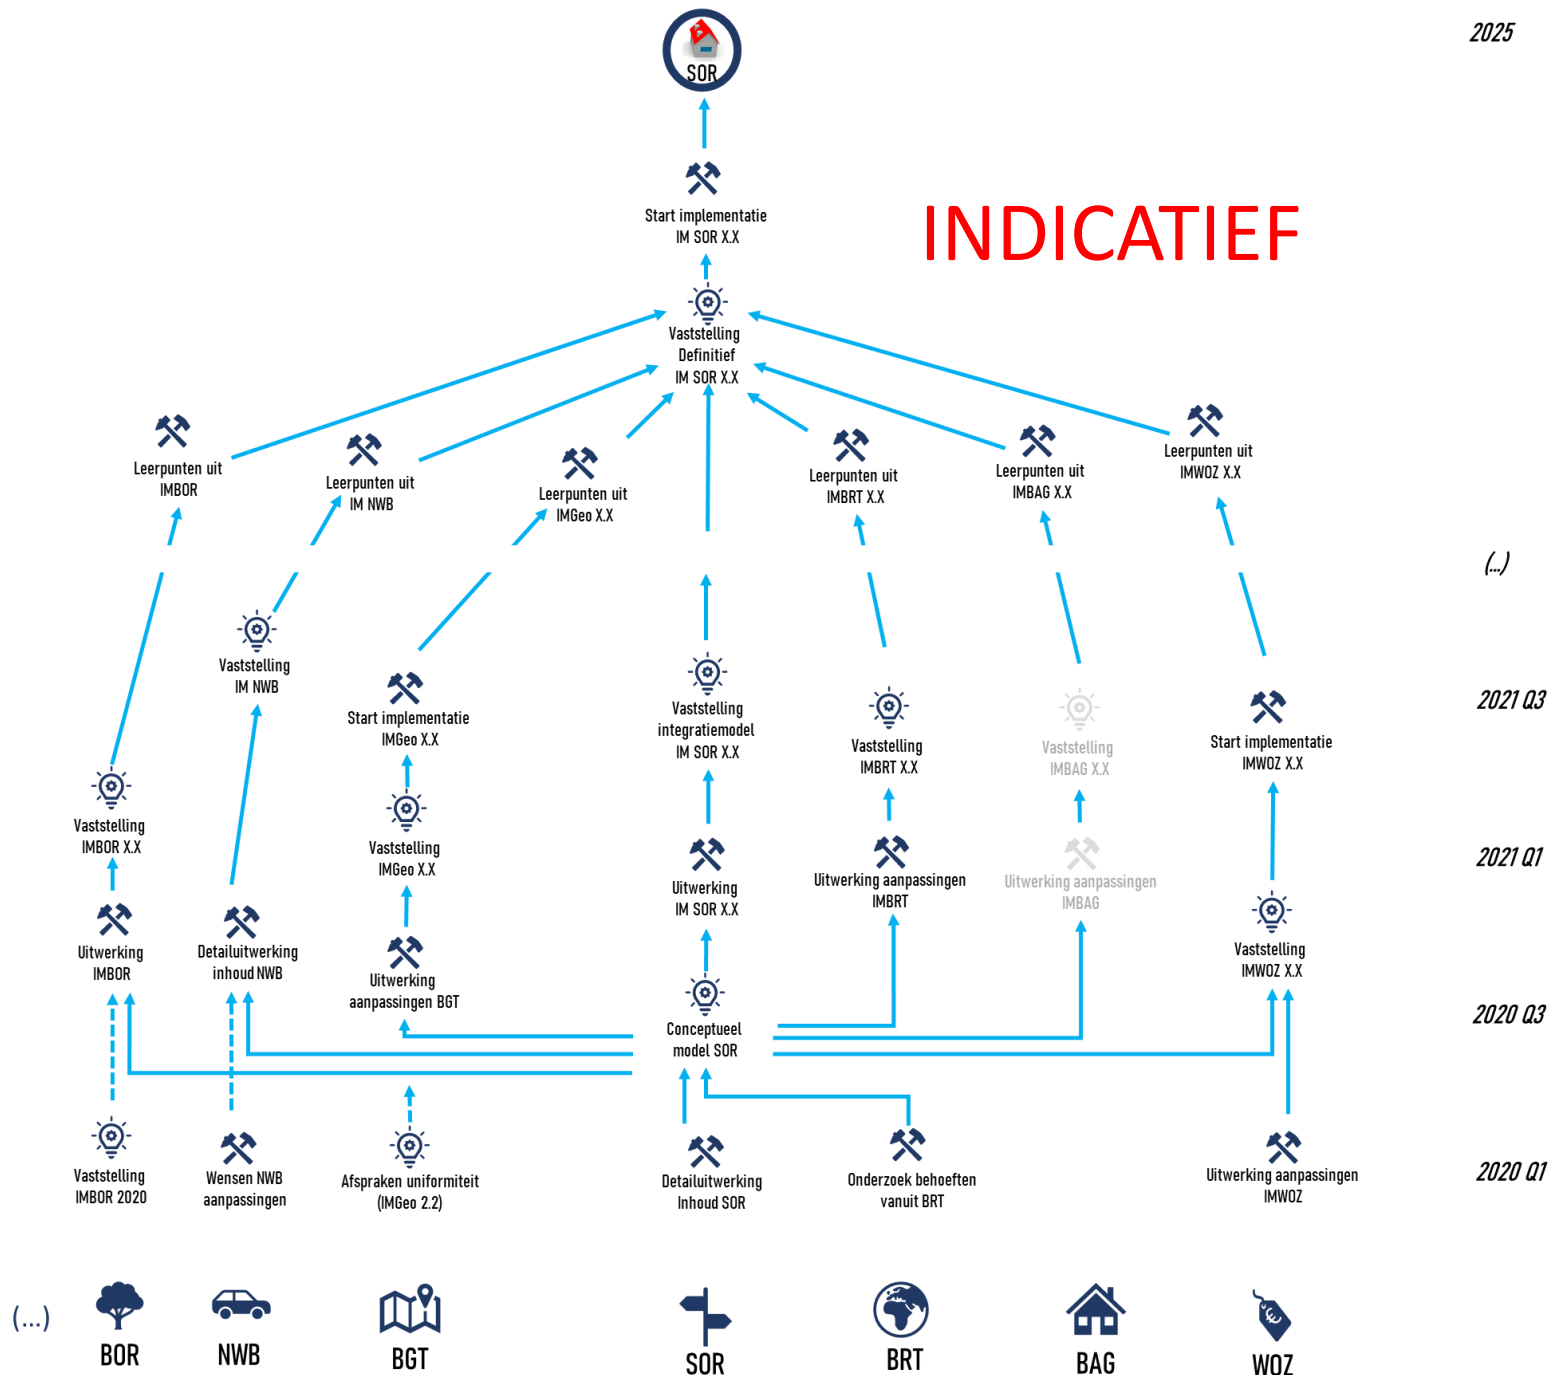 2025
SOR
INDICATIEF
Start implementatie
IM SOR X.X
Vaststelling
Definitief
IM SOR X.X
Leerpunten uit
IMBOR
Leerpunten uit
IM NWB
Leerpunten uit
IMGeo X.X
Leerpunten uit
IMBRT X.X
Leerpunten uit
IMBAG X.X
Leerpunten uit
IMWOZ X.X
(...)
Vaststelling
IM NWB
Start implementatie
IMGeo X.X
Vaststelling
integratiemodel
IM SOR X.X
Vaststelling
IMBRT X.X
Vaststelling
IMBAG X.X
Start implementatie
IMWOZ X.X
2021 Q3
Vaststelling
IMBOR X.X
Vaststelling
IMGeo X.X
Uitwerking
IM SOR X.X
Uitwerking aanpassingen
IMBRT
Uitwerking aanpassingen
IMBAG
2021 Q1
Uitwerking
IMBOR
Detailuitwerking
inhoud NWB
Uitwerking
aanpassingen BGT
Conceptueel
model SOR
Vaststelling
IMWOZ X.X
2020 Q3
Vaststelling
IMBOR 2020
Wensen NWB
aanpassingen
Afspraken uniformiteit
(IMGeo 2.2)
Detailuitwerking
Inhoud SOR
Onderzoek behoeften
vanuit BRT
Uitwerking aanpassingen
IMWOZ
2020 Q1
(...)
BOR
NWB
BGT
SOR
BRT
BAG
WOZ